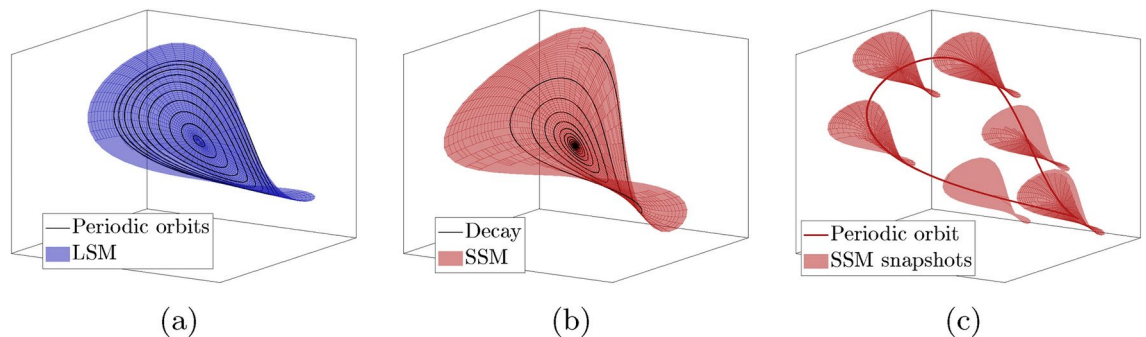 Periodic orbits
LSM
Decay
SSM
Periodic orbit
SSM snapshots
(a)
(b)
(c)